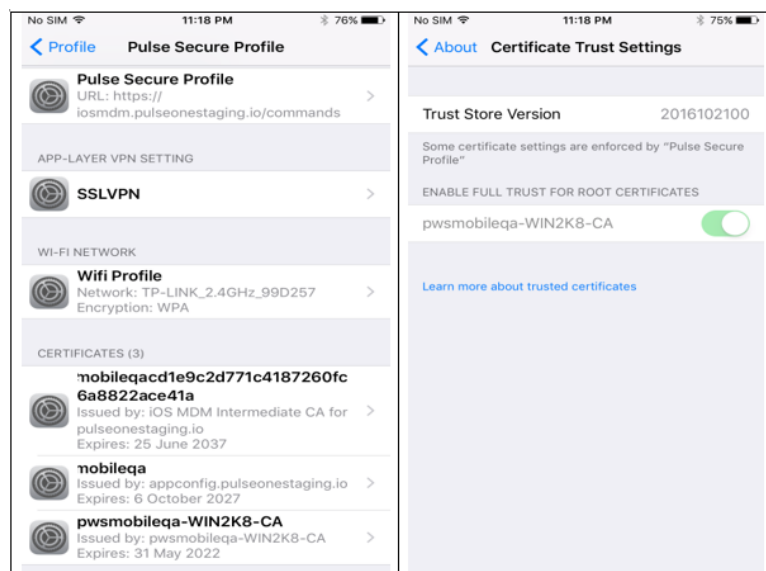 No SIM 11:18 PM 76%
Profile Pulse Secure Profile
Pulse Secure Profile
URL: https://
iosmdm.pulseonestaging.io/commands
APP-LAYER VPN SETTING
SSLVPN
WI-FI NETWORK
Wifi Profile
Network: TP-LINK_2.4GHz_99D257
Encryption: WPA
CERTIFICATES (3)
mobileqacd1e9c2d771c4187260fc
6a8822ace41a
Issued by: iOS MDM Intermediate CA for
pulseonestaging.io
Expires: 25 June 2037
mobileqa
Issued by: appconfig.pulseonestaging.io
Expires: 6 October 2027
pwsmobileqa-WIN2K8-CA
Issued by: pwsmobileqa-WIN2K8-CA
Expires: 31 May 2022
No SIM 11:18 PM 75%
About Certificate Trust Settings
Trust Store Version 2016102100
Some certificate settings are enforced by “Pulse Secure
Profile”
ENABLE FULL TRUST FOR ROOT CERTIFICATES
pwsmobileqa-WIN2K8-CA
Learn more about trusted certificates